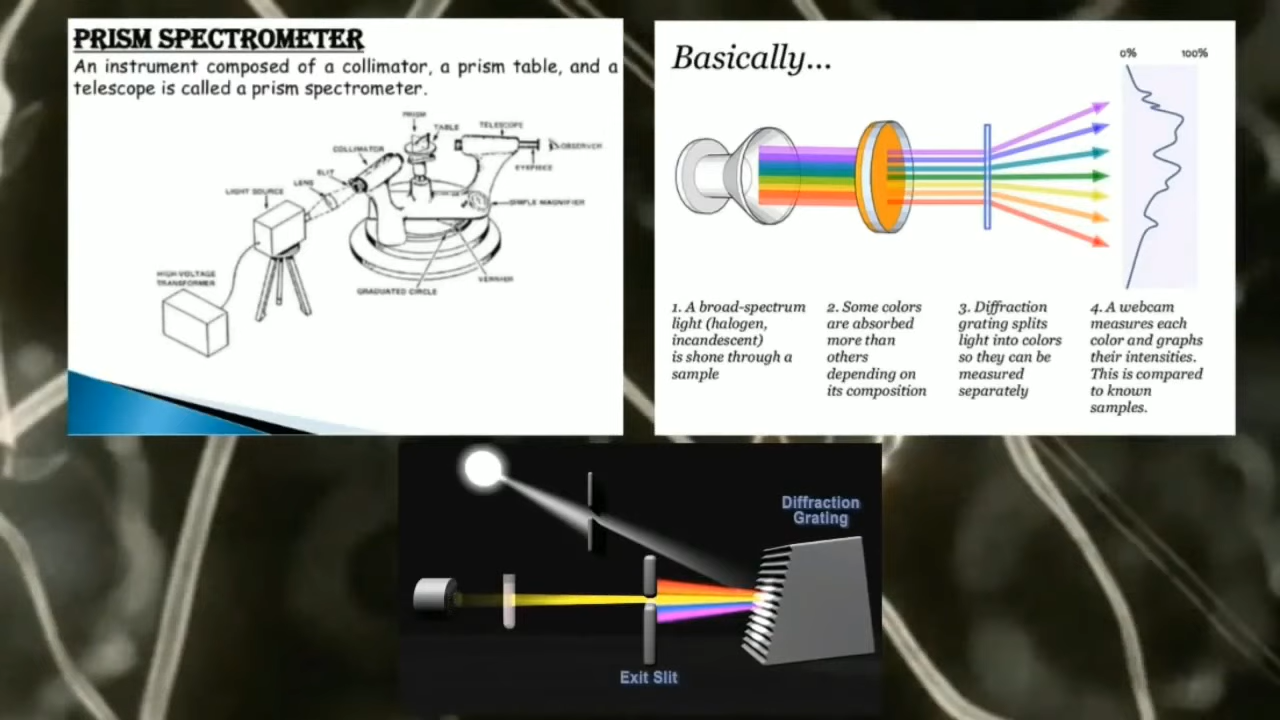 PRISM SPECTROMETER
An instrument composed of a collimator, a prism table, and a
telescope is called a prism spectrometer.
PRISM
TABLE
TELESCOPE
OBSERVER
EYEPIECE
COLLIMATOR
SLIT
LENS
LIGHT SOURCE
SIMPLE MAGNIFIER
VERNIER
GRADUATED CIRCLE
HIGH-VOLTAGE
TRANSFORMER
Basically...
0%
100%
1. A broad-spectrum
light (halogen,
incandescent)
is shone through a
sample
2. Some colors
are absorbed
more than
others
depending on
its composition
3. Diffraction
grating splits
light into colors
so they can be
measured
separately
4. A webcam
measures each
color and graphs
their intensities.
This is compared
to known
samples.
Diffraction
Grating
Exit Slit